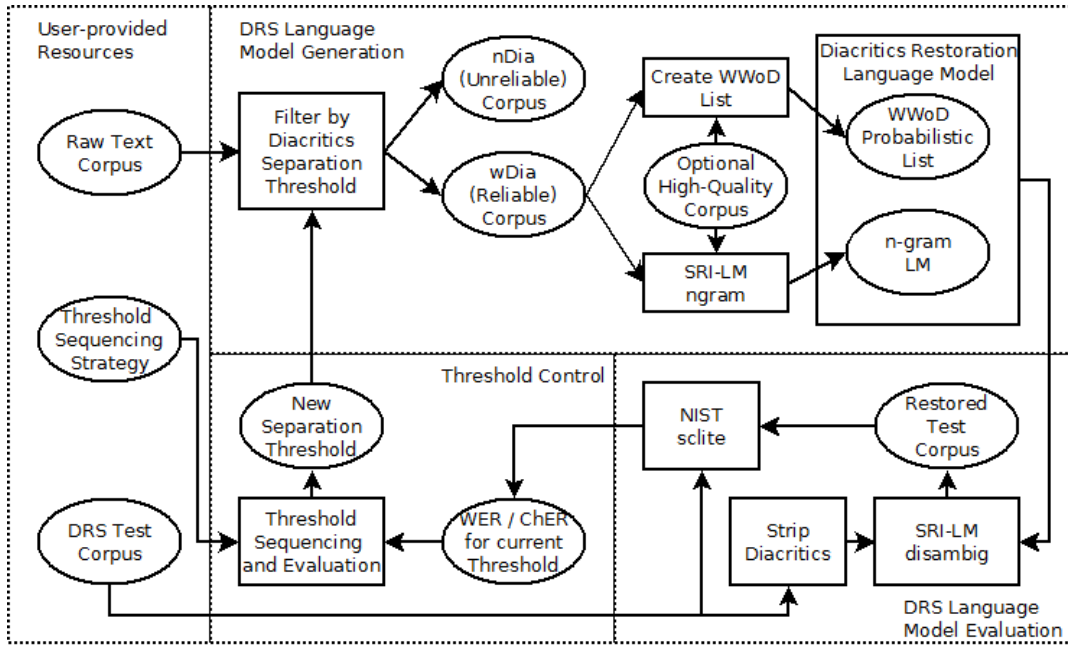 User-provided
Resources
Raw Text
Corpus
Threshold
Sequencing
Strategy
DRS Test
Corpus
DRS Language
Model Generation
Filter by
Diacritics
Separation
Threshold
nDia
(Unreliable)
Corpus
wDia
(Reliable)
Corpus
Create WWoD
List
Optional
High-Quality
Corpus
SRI-LM
ngram
Diacritics Restoration
Language Model
WWoD
Probabilistic
List
n-gram
LM
Threshold Control
New
Separation
Threshold
Threshold
Sequencing
and Evaluation
WER / ChER
for current
Threshold
NIST
sclite
Restored
Test
Corpus
Strip
Diacritics
SRI-LM
disambig
DRS Language
Model Evaluation